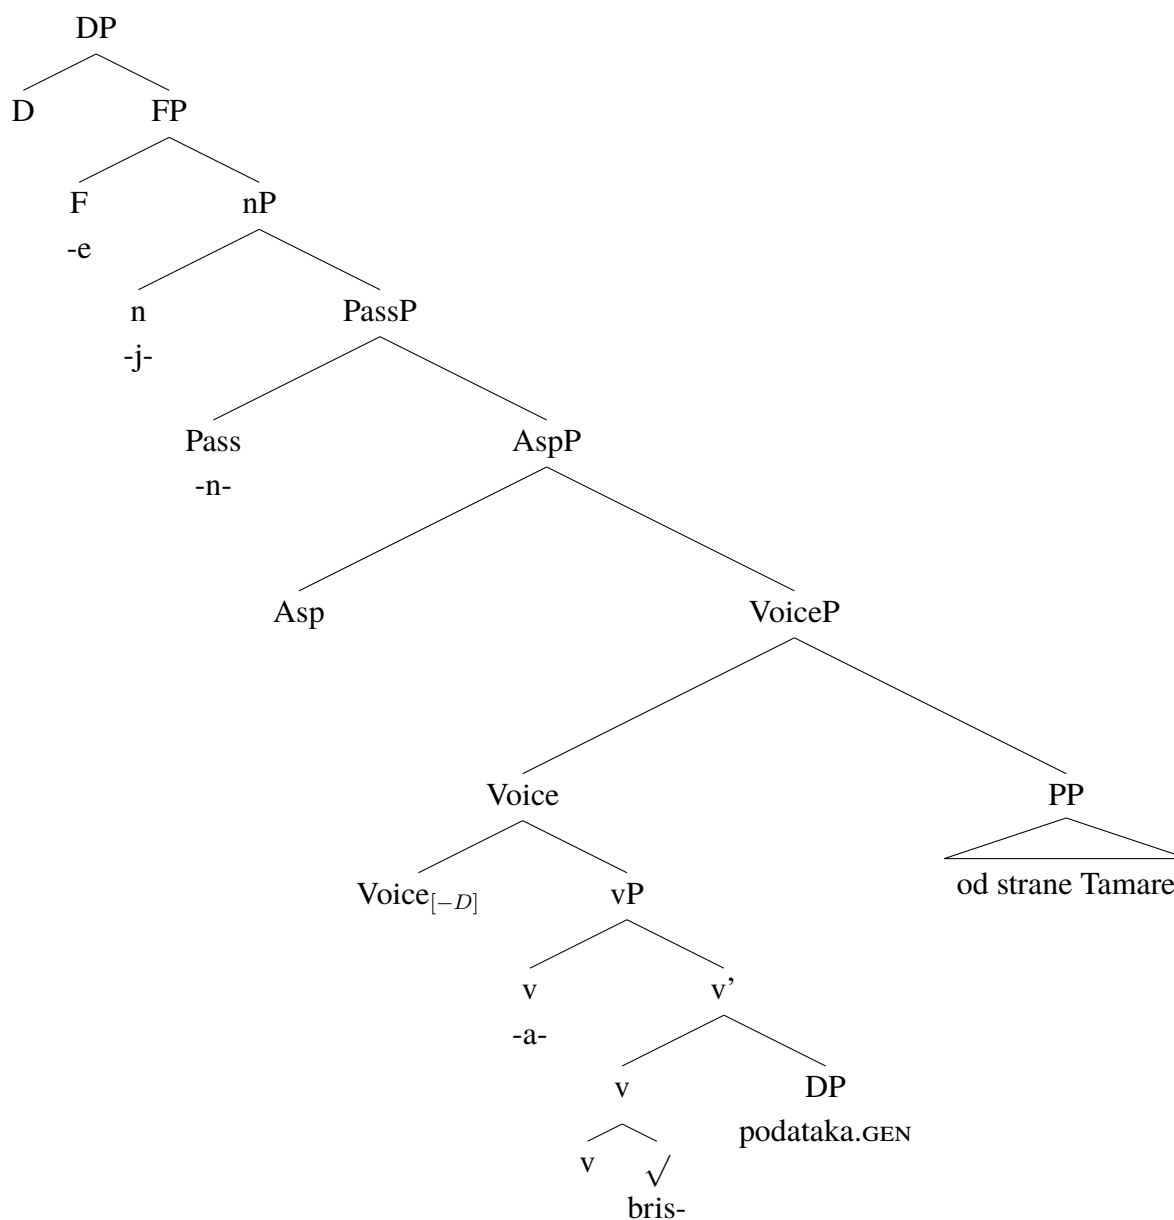 DP
D FP
F nP
-e
n PassP
-j-
Pass AspP
-n-
Asp VoiceP
Voice PP
Voice[−D] vP od strane Tamare
v v’
-a-
v DP
podataka.GEN
v √
bris-